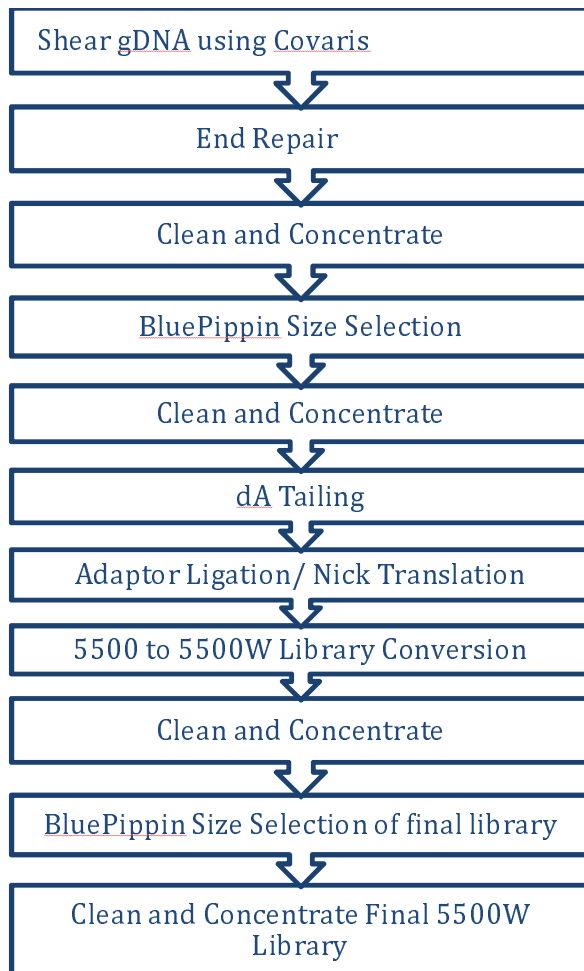 Shear gDNA using Covaris
End Repair
Clean and Concentrate
BluePippin Size Selection
Clean and Concentrate
dA Tailing
Adaptor Ligation/ Nick Translation
5500 to 5500W Library Conversion
Clean and Concentrate
BluePippin Size Selection of final library
Clean and Concentrate Final 5500W
Library